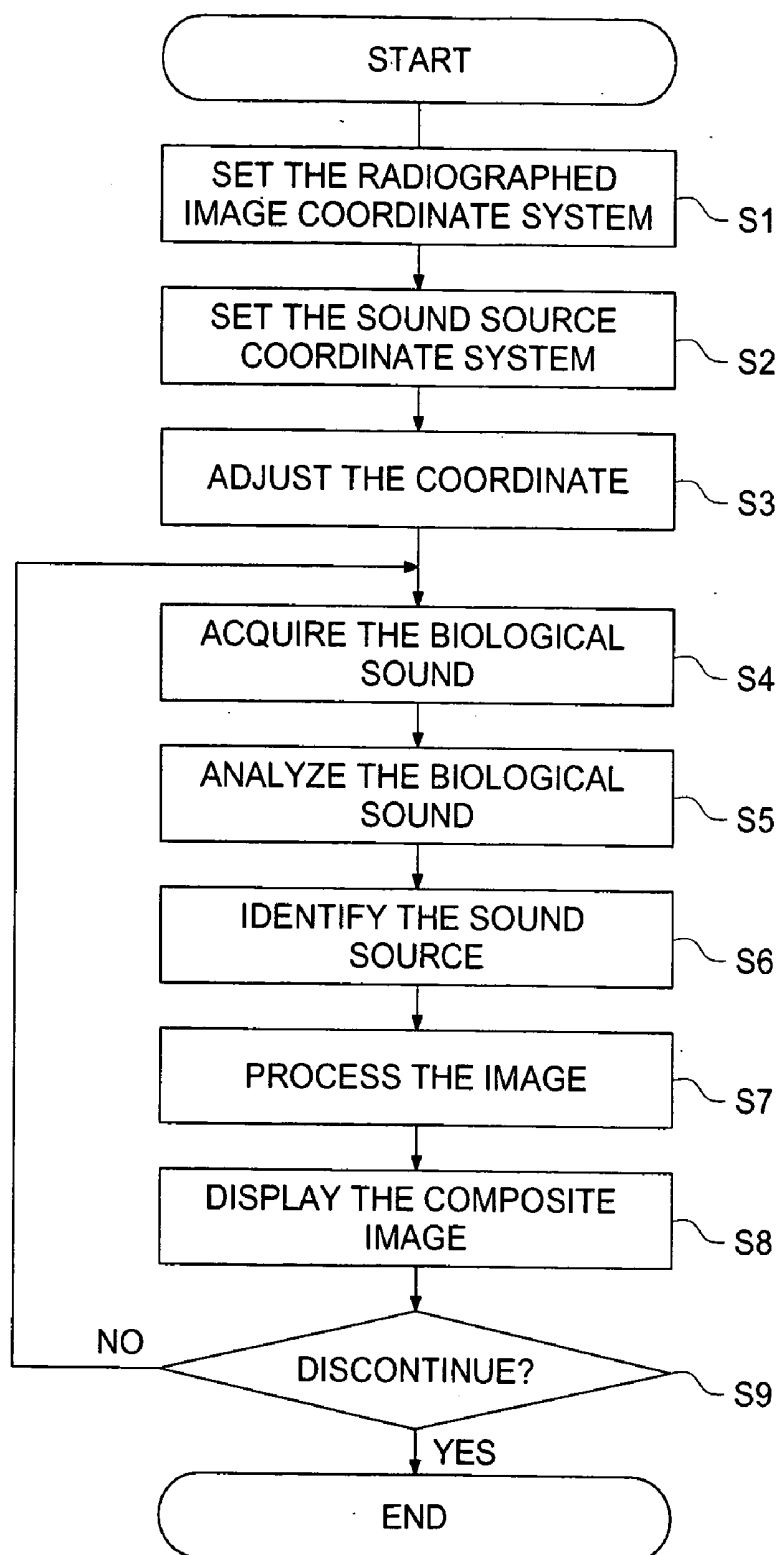 START
SET THE RADIOGRAPHED
IMAGE COORDINATE SYSTEM
S1
SET THE SOUND SOURCE
COORDINATE SYSTEM
S2
ADJUST THE COORDINATE
S3
ACQUIRE THE BIOLOGICAL
SOUND
S4
ANALYZE THE BIOLOGICAL
SOUND
S5
IDENTIFY THE SOUND
SOURCE
S6
PROCESS THE IMAGE
S7
DISPLAY THE COMPOSITE
IMAGE
S8
NO
DISCONTINUE?
S9
YES
END